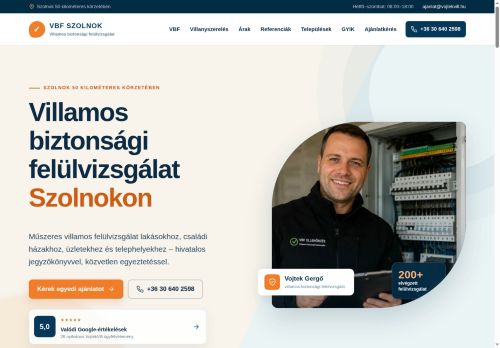 Szolnok 50 kilométeres körzetében
Hétfő–szombat: 08:00–18:00
ajanlat@vojtekvill.hu
VBF SZOLNOK
Villamos biztonsági felülvizsgálat
VBF
Villanyszerelés
Árak
Referenciák
Települések
GYIK
Ajánlatkérés
+36 30 640 2598
SZOLNOK 50 KILOMÉTERES KÖRZETÉBEN
Villamos
biztonsági
felülvizsgálat
Szolnokon
Műszeres villamos felülvizsgálat lakásokhoz, családi
házakhoz, üzletekhez és telephelyekhez – hivatalos
jegyzőkönyvvel, közvetlen egyeztetéssel.
Kérek egyedi ajánlatot →
+36 30 640 2598
5,0
★★★★★
Valódi Google-értékelések
Vojtek Gergő
villamos biztonsági felülvizsgáló
200+
elvégzett
felülvizsgálat